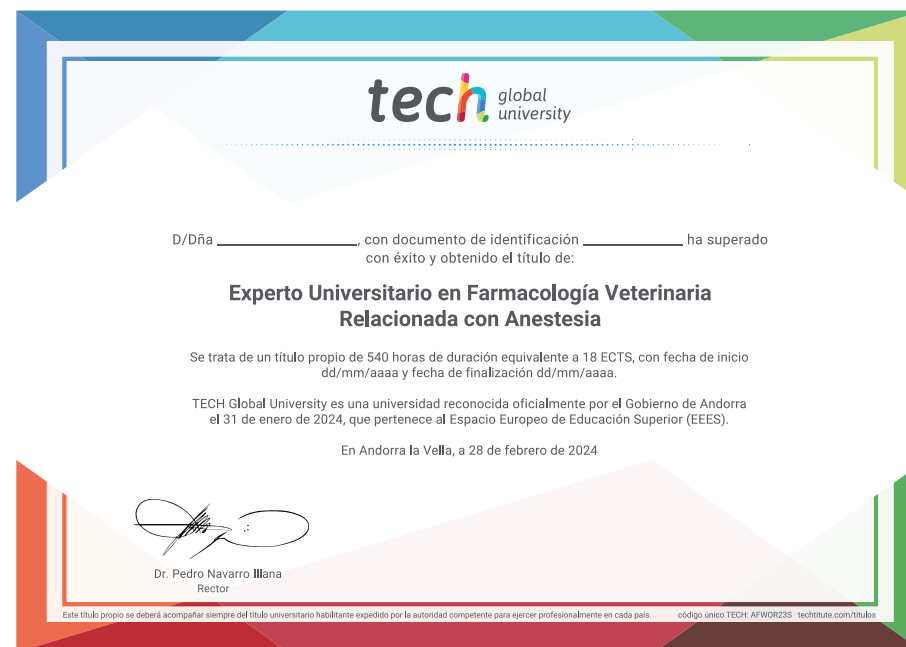 tech global university
D/Dña ____________________, con documento de identificación ______________ ha superado
con éxito y obtenido el título de:
Experto Universitario en Farmacología Veterinaria
Relacionada con Anestesia
Se trata de un título propio de 540 horas de duración equivalente a 18 ECTS, con fecha de inicio
dd/mm/aaaa y fecha de finalización dd/mm/aaaa.
TECH Global University es una universidad reconocida oficialmente por el Gobierno de Andorra
el 31 de enero de 2024, que pertenece al Espacio Europeo de Educación Superior (EEES).
En Andorra la Vella, a 28 de febrero de 2024
Dr. Pedro Navarro Illana
Rector
Este título propio se deberá acompañar siempre del título universitario habilitante expedido por la autoridad competente para ejercer profesionalmente en cada país. código único TECH: AFWOR23S techtitute.com/titulos